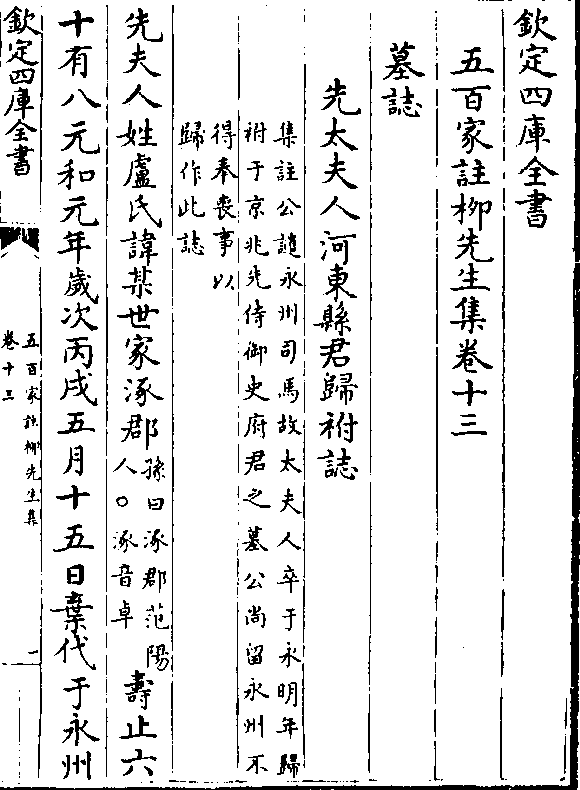 欽定四庫全書
五百家註柳先生集卷十三
墓誌
先太夫人河東縣君歸祔誌
集註公謫永州司馬故太夫人卒于永明年歸
祔于京兆先侍御史府君之墓公尚留永州不
得奉喪事以
歸作此誌
先夫人姓盧氏諱某世家涿郡孫曰涿郡范陽人○涿音卓壽止六
十有八元和元年歲次丙戌五月十五日棄代于永州
欽定四庫全書
五百家註柳先生集
卷十三
一